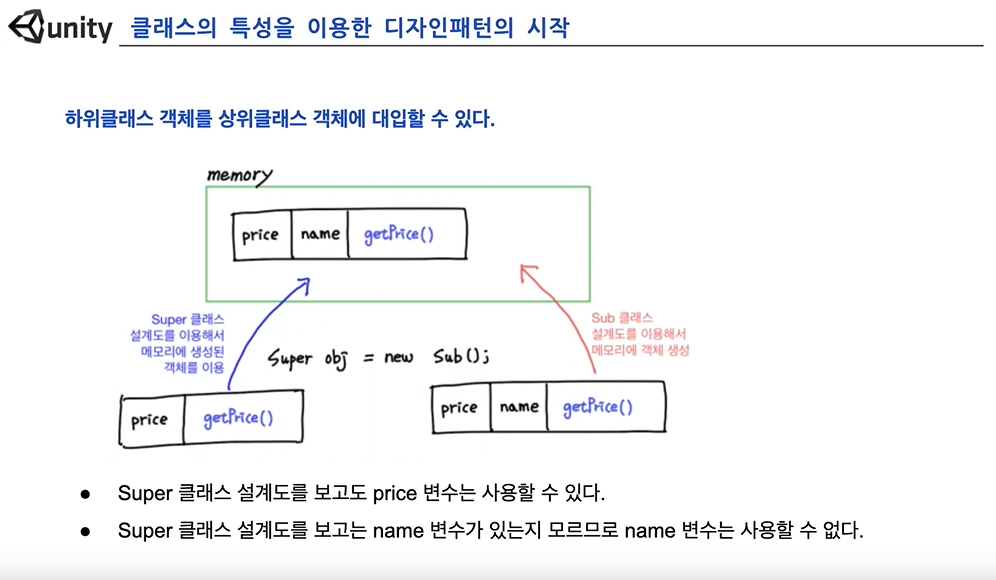 unity 클래스의 특성을 이용한 디자인패턴의 시작
하위클래스 객체를 상위클래스 객체에 대입할 수 있다.
memory
price name getPrice()
Super 클래스
설계도를 이용해서
메모리에 생성된
객체를 이용
Super obj = new Sub();
Sub 클래스
설계도를 이용해서
메모리에 객체 생성
price getPrice()
price name getPrice()
● Super 클래스 설계도를 보고도 price 변수는 사용할 수 있다.
● Super 클래스 설계도를 보고는 name 변수가 있는지 모르므로 name 변수는 사용할 수 없다.